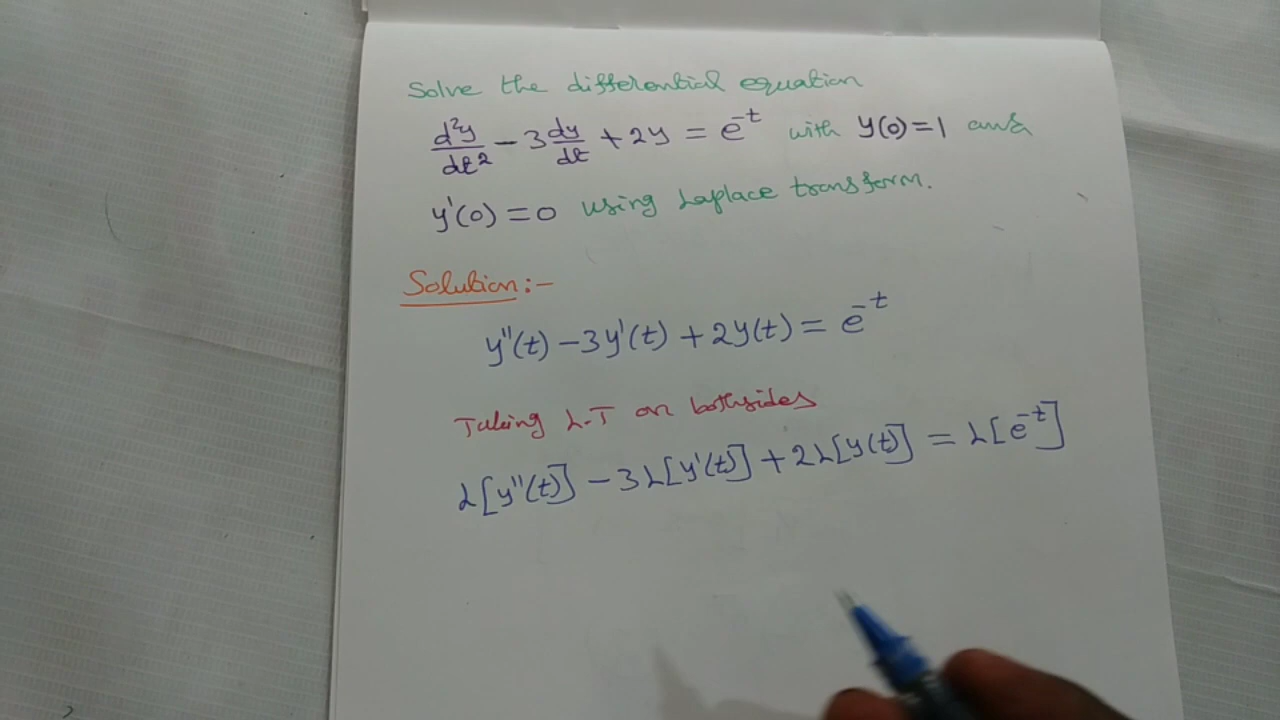 Solve the differential equation
d²y/dt² - 3 dy/dt + 2y = e^-t with y(0)=1 and
y'(0)=0 using Laplace transform.
Solution:-
y"(t) - 3y'(t) + 2y(t) = e^-t
Taking L.T on bothsides
L[y"(t)] - 3L[y'(t)] + 2L[y(t)] = L[e^-t]